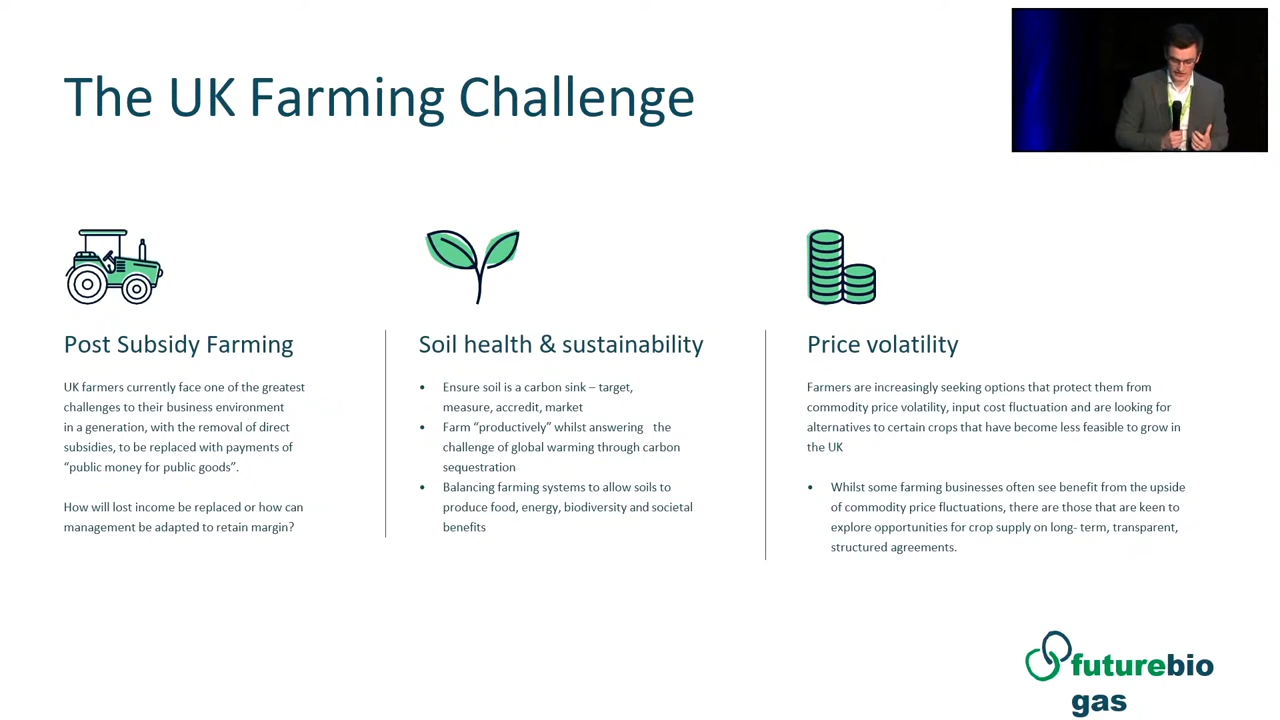 The UK Farming Challenge
Post Subsidy Farming
UK farmers currently face one of the greatest
challenges to their business environment
in a generation, with the removal of direct
subsidies, to be replaced with payments of
“public money for public goods”.
How will lost income be replaced or how can
management be adapted to retain margin?
Soil health & sustainability
• Ensure soil is a carbon sink – target,
measure, accredit, market
• Farm “productively” whilst answering the
challenge of global warming through carbon
sequestration
• Balancing farming systems to allow soils to
produce food, energy, biodiversity and societal
benefits
Price volatility
Farmers are increasingly seeking options that protect them from
commodity price volatility, input cost fluctuation and are looking for
alternatives to certain crops that have become less feasible to grow in
the UK
• Whilst some farming businesses often see benefit from the upside
of commodity price fluctuations, there are those that are keen to
explore opportunities for crop supply on long- term, transparent,
structured agreements.
futurebio
gas